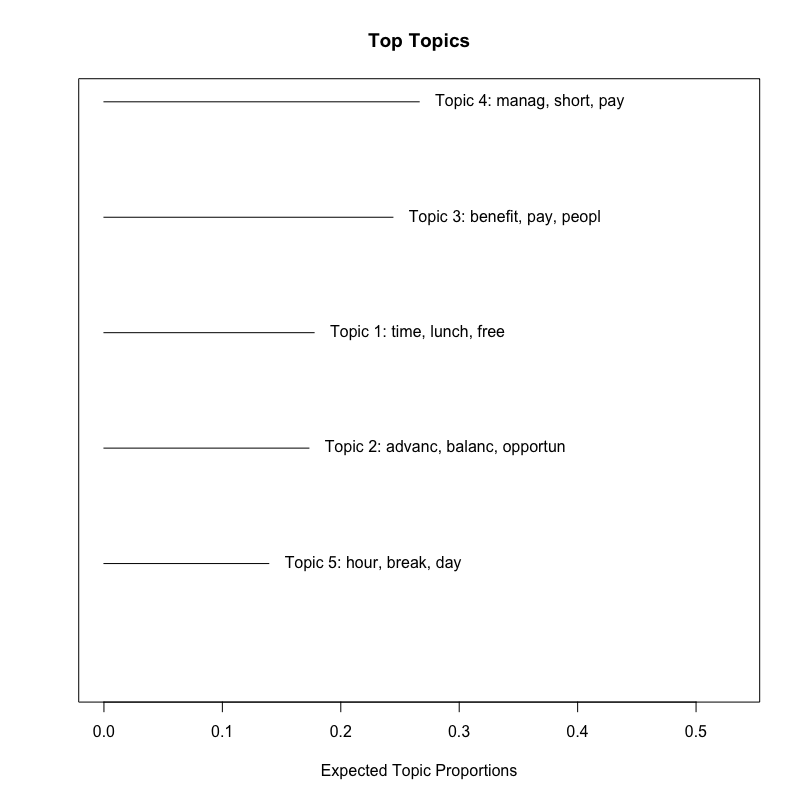 Top Topics
Topic 4: manag, short, pay
Topic 3: benefit, pay, peopl
Topic 1: time, lunch, free
Topic 2: advanc, balanc, opportun
Topic 5: hour, break, day
0.0 0.1 0.2 0.3 0.4 0.5
Expected Topic Proportions